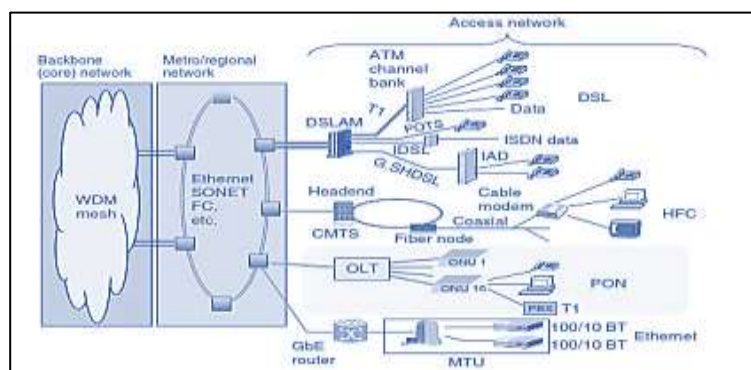 Access network
Backbone
(core) network
Metro/regional
network
ATM
channel
bank
T1
DSLAM
Data
DSL
POTS
IDSL
ISDN data
G.SHDSL
IAD
WDM
mesh
Ethernet
SONET
FC,
etc.
Headend
CMTS
Cable
modem
Coaxial
Fiber node
HFC
OLT
ONU 1
ONU 16
PON
PBX
T1
GbE
router
100/10 BT
100/10 BT
Ethernet
MTU